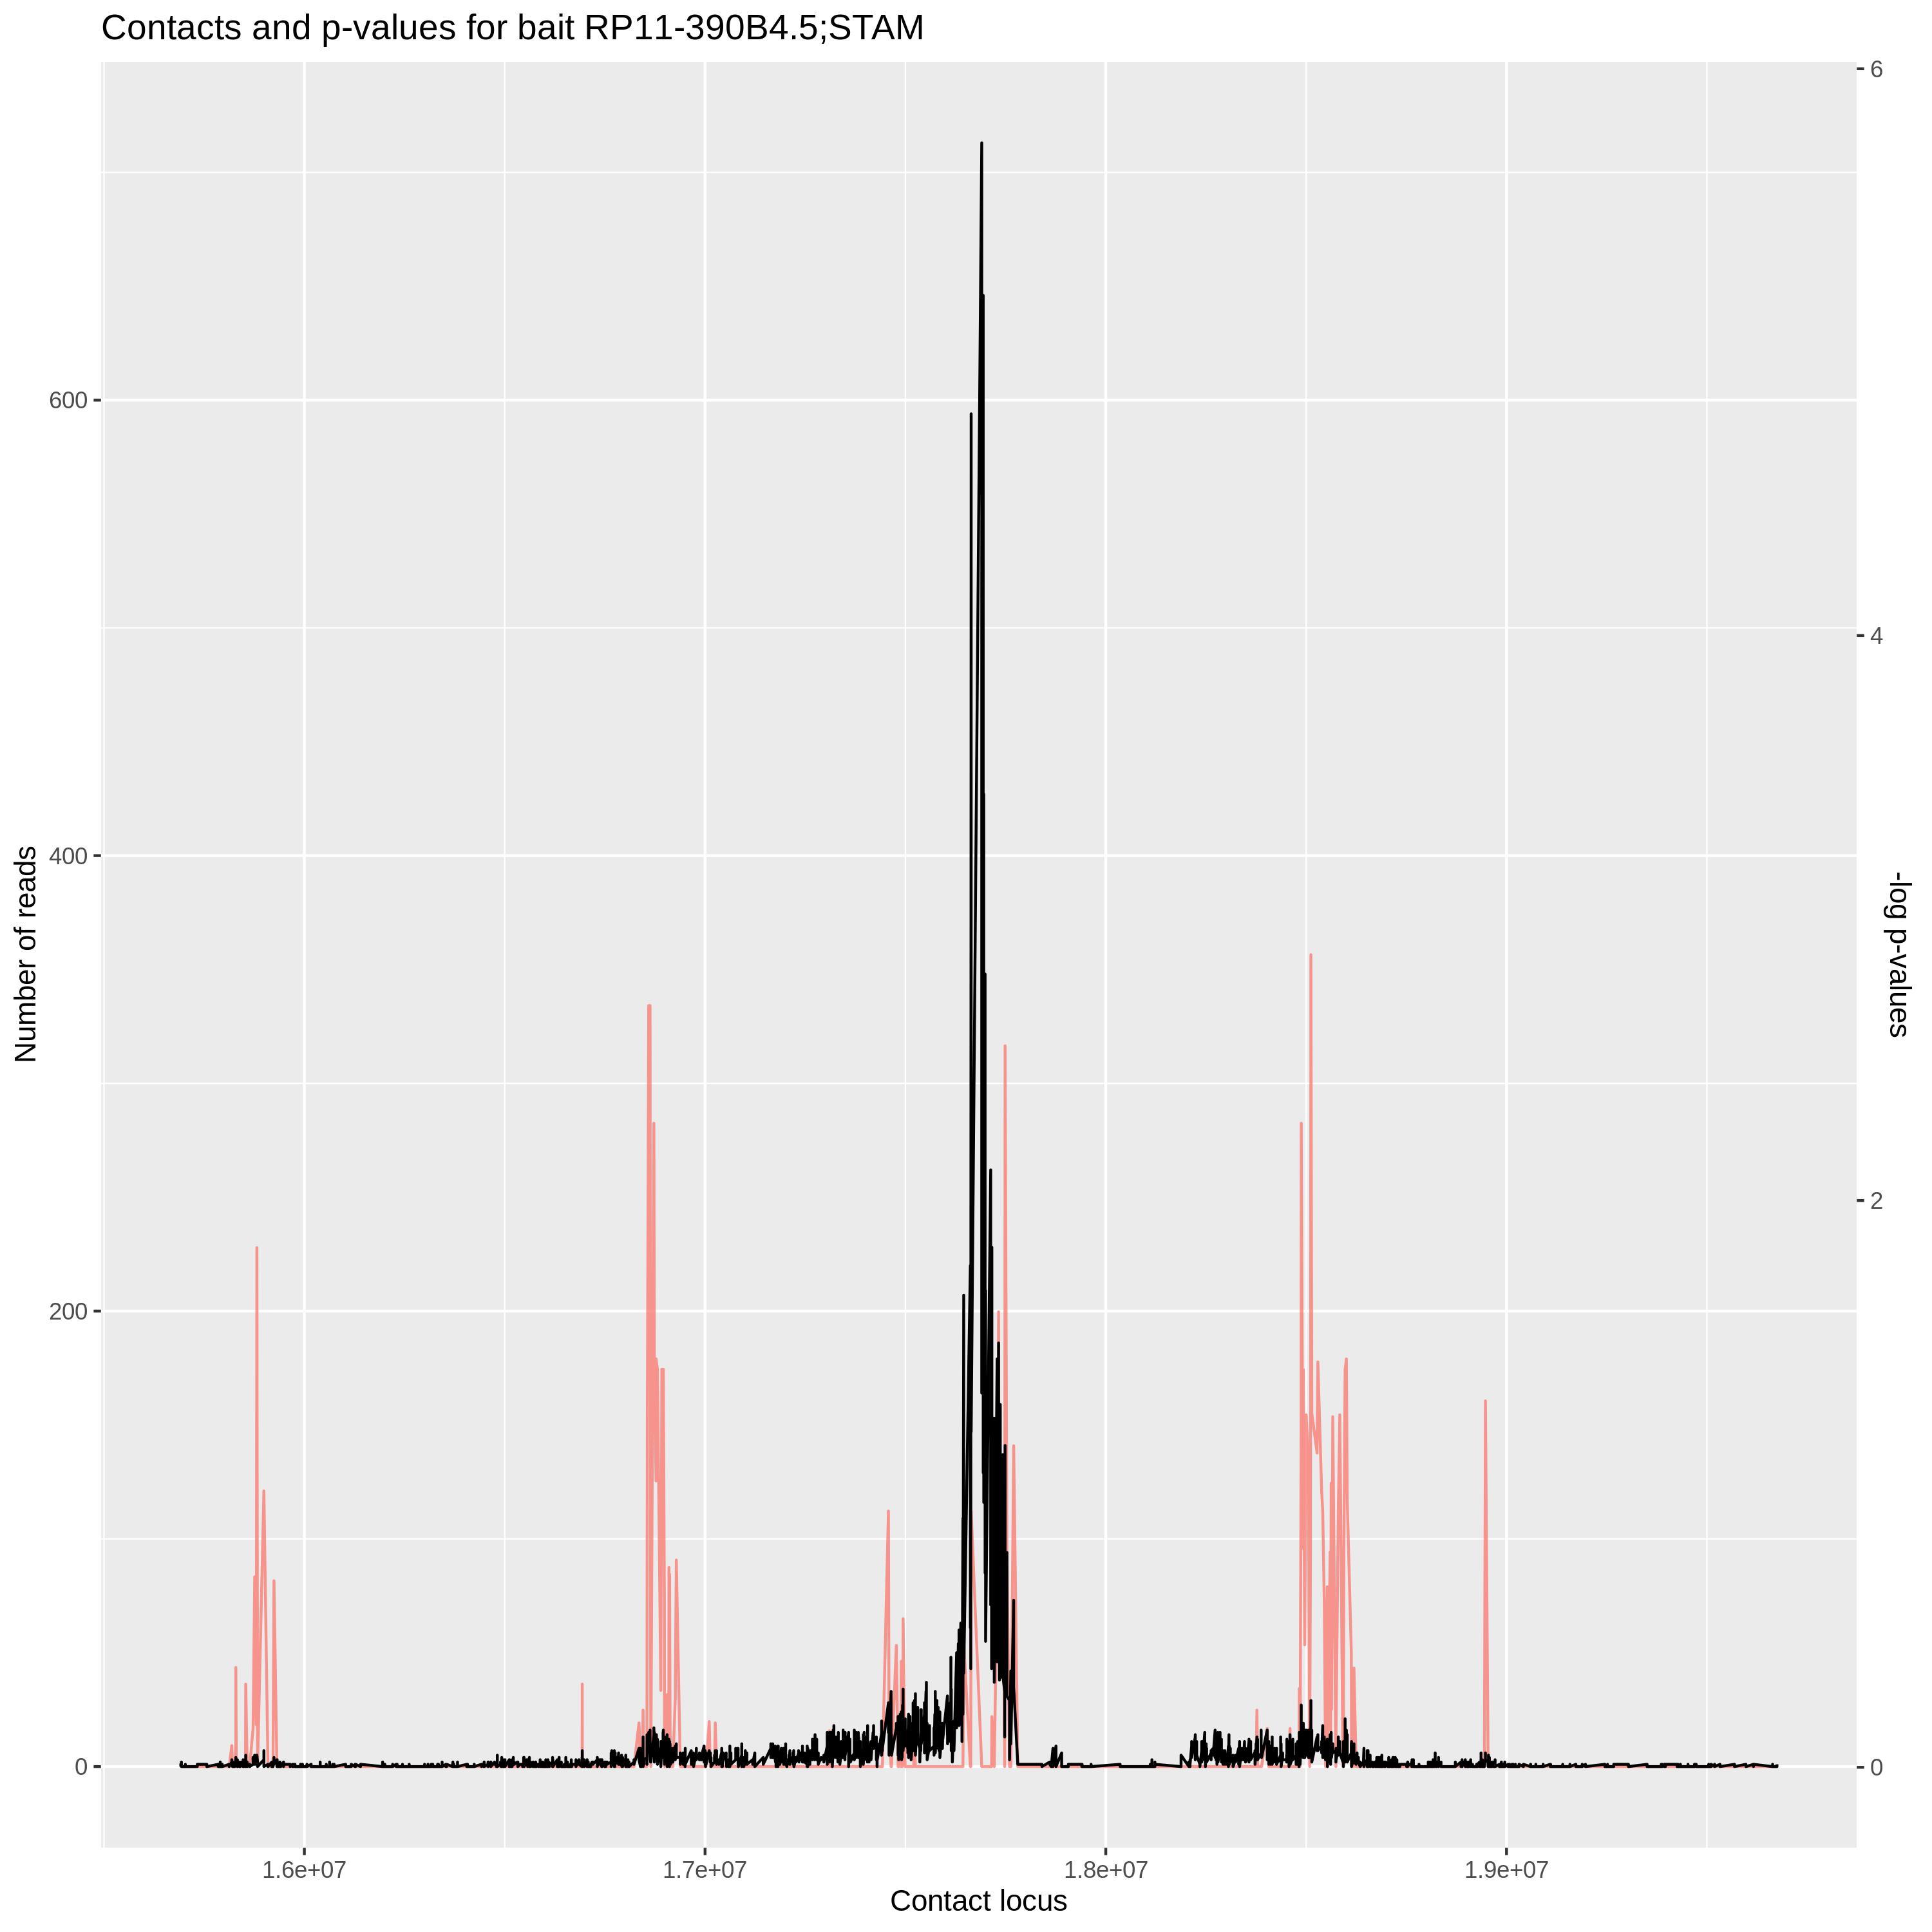 Contacts and p-values for bait RP11-390B4.5;STAM
6
600
4
400
Number of reads
-log p-values
2
200
0
0
1.6e+07
1.7e+07
1.8e+07
1.9e+07
Contact locus